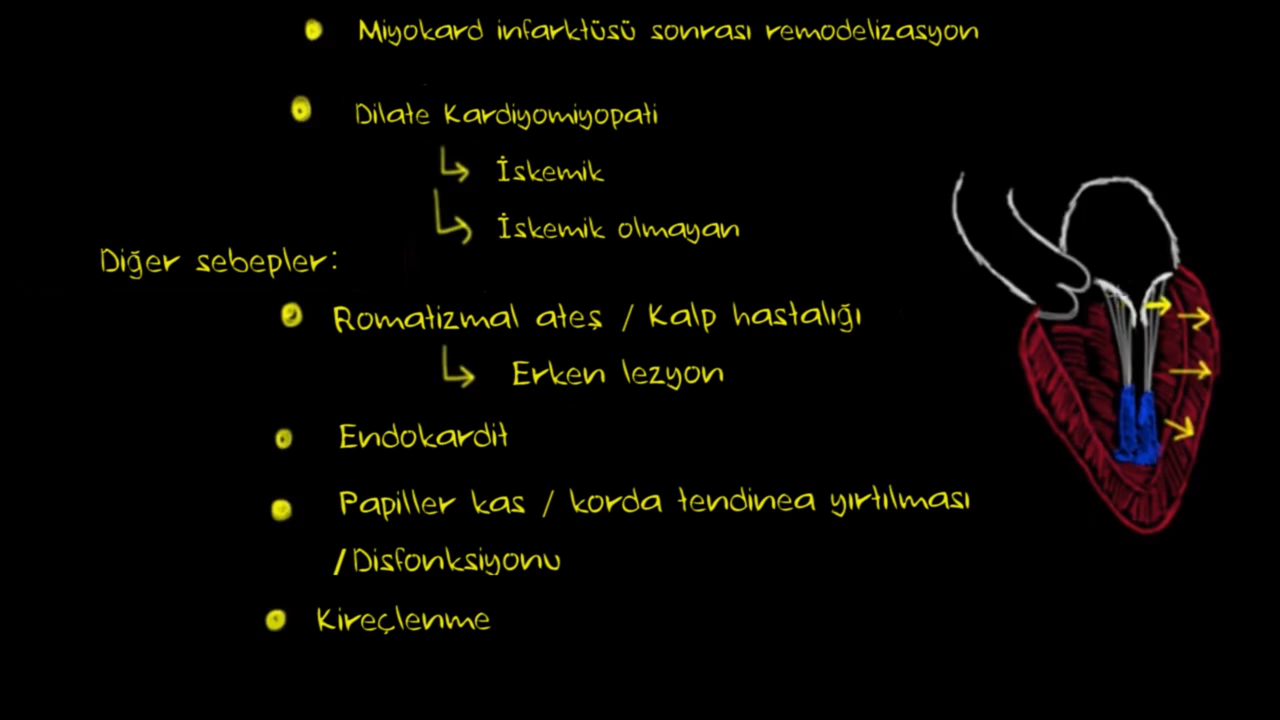 Miyokard infarktüsü sonrası remodelizasyon
Dilate Kardiyomiyopati
İskemik
İskemik olmayan
Diğer sebepler:
Romatizmal ateş / Kalp hastalığı
Erken lezyon
Endokardit
Papiller kas / korda tendinea yırtılması
/Disfonksiyonu
Kireçlenme